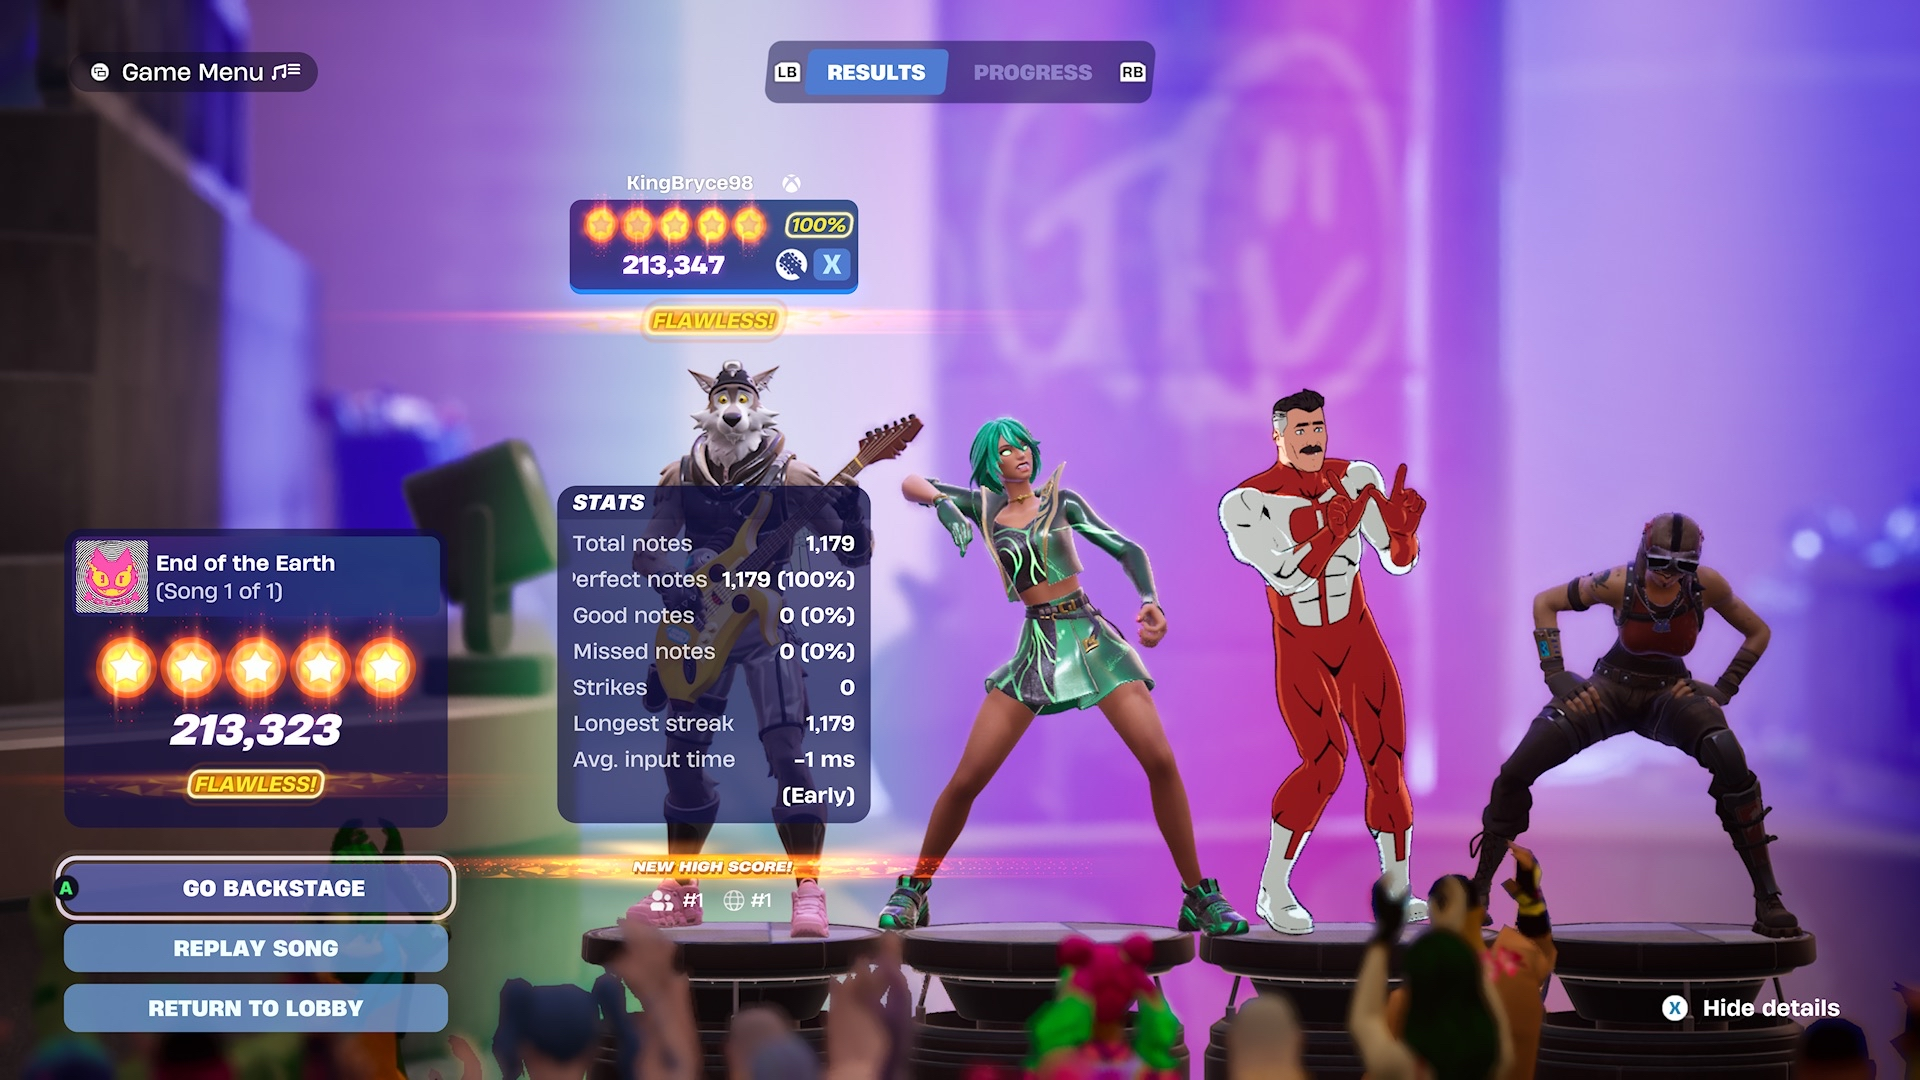 Game Menu
LB RESULTS PROGRESS RB
KingBryce98
100%
213,347
X
FLAWLESS!
STATS
Total notes 1,179
Perfect notes 1,179 (100%)
Good notes 0 (0%)
Missed notes 0 (0%)
Strikes 0
Longest streak 1,179
Avg. input time -1 ms
(Early)
NEW HIGH SCORE!
#1 #1
End of the Earth
(Song 1 of 1)
213,323
FLAWLESS!
A GO BACKSTAGE
REPLAY SONG
RETURN TO LOBBY
X Hide details